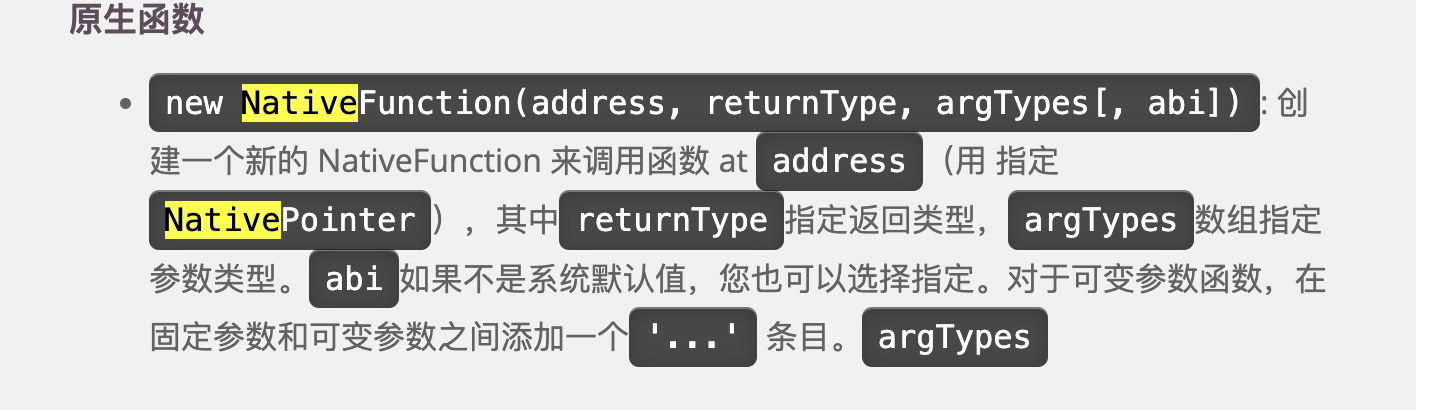 原生函数
• new NativeFunction(address, returnType, argTypes[, abi]) : 创
建一个新的 NativeFunction 来调用函数 at address （用 指定
NativePointer），其中 returnType 指定返回类型， argTypes 数组指定
参数类型。 abi 如果不是系统默认值，您也可以选择指定。对于可变参数函数，在
固定参数和可变参数之间添加一个 '...' 条目。 argTypes